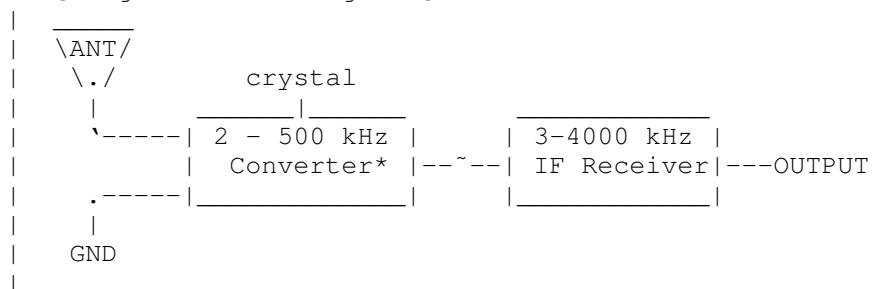 \ANT/
\./ crystal
2 - 500 kHz 3-4000 kHz
Converter* |--~--| IF Receiver|---OUTPUT
GND